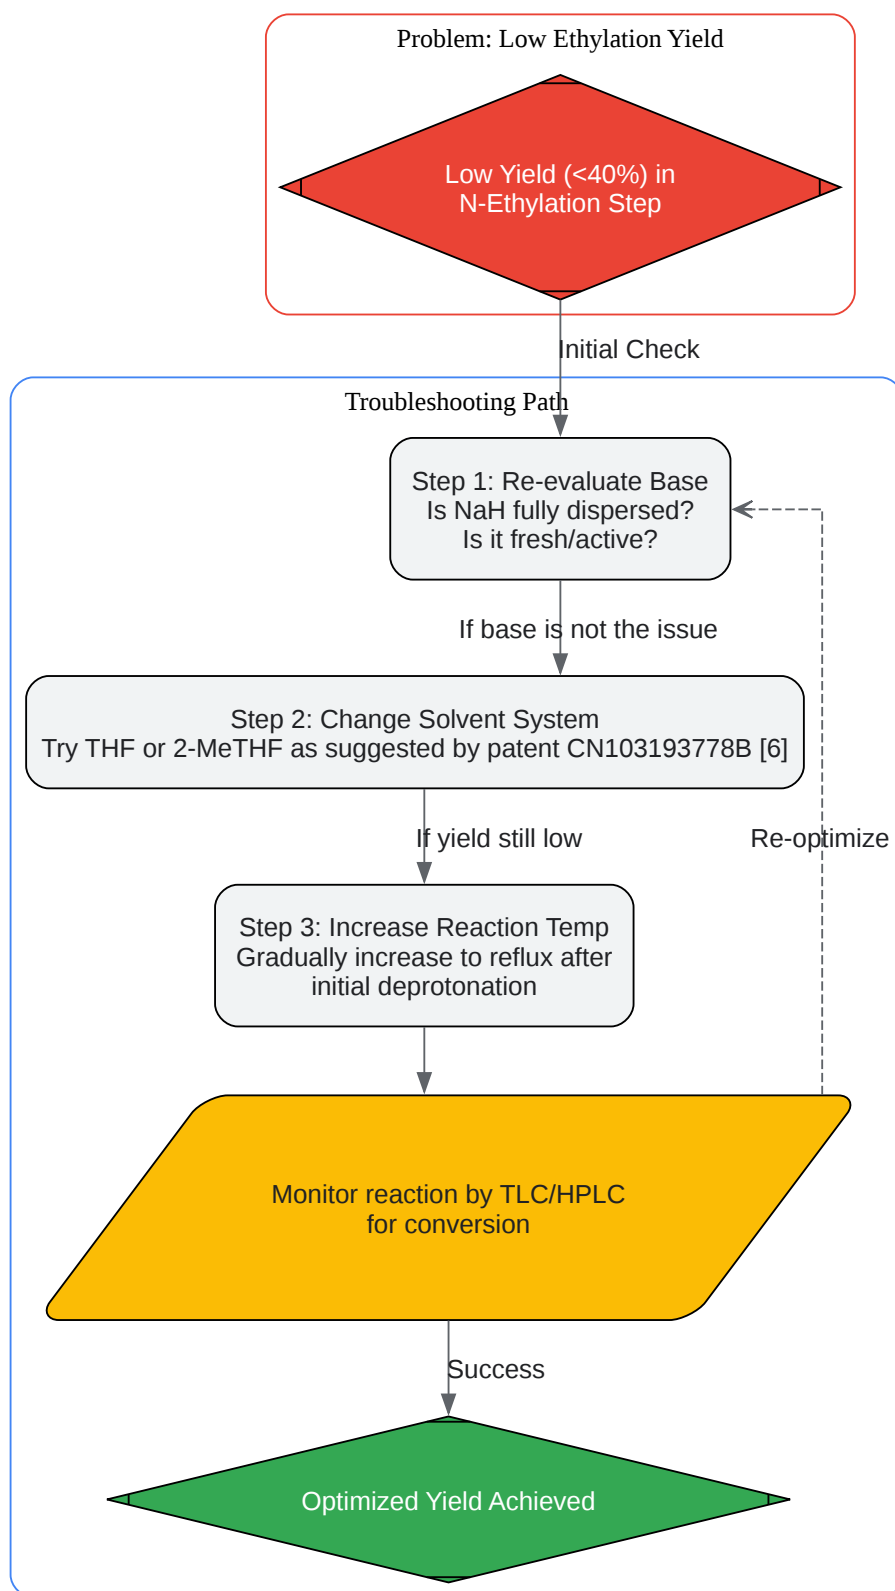 Problem: Low Ethylation Yield
Low Yield (<40%) in
N-Ethylation Step
Initial Check
Troubleshooting Path
Step 1: Re-evaluate Base
Is NaH fully dispersed?
Is it fresh/active?
If base is not the issue
Step 2: Change Solvent System
Try THF or 2-MeTHF as suggested by patent CN103193778B [6]
If yield still low
Re-optimize
Step 3: Increase Reaction Temp
Gradually increase to reflux after
initial deprotonation
Monitor reaction by TLC/HPLC
for conversion
Success
Optimized Yield Achieved